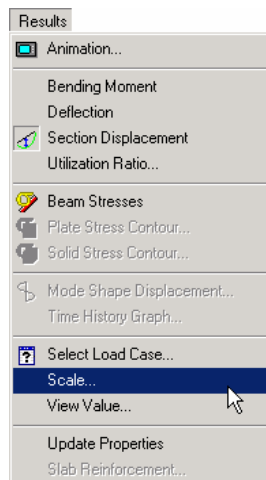 Results
Animation...
Bending Moment
Deflection
Section Displacement
Utilization Ratio...
Beam Stresses
Plate Stress Contour...
Solid Stress Contour...
Mode Shape Displacement...
Time History Graph...
Select Load Case...
Scale...
View Value...
Update Properties
Slab Reinforcement...